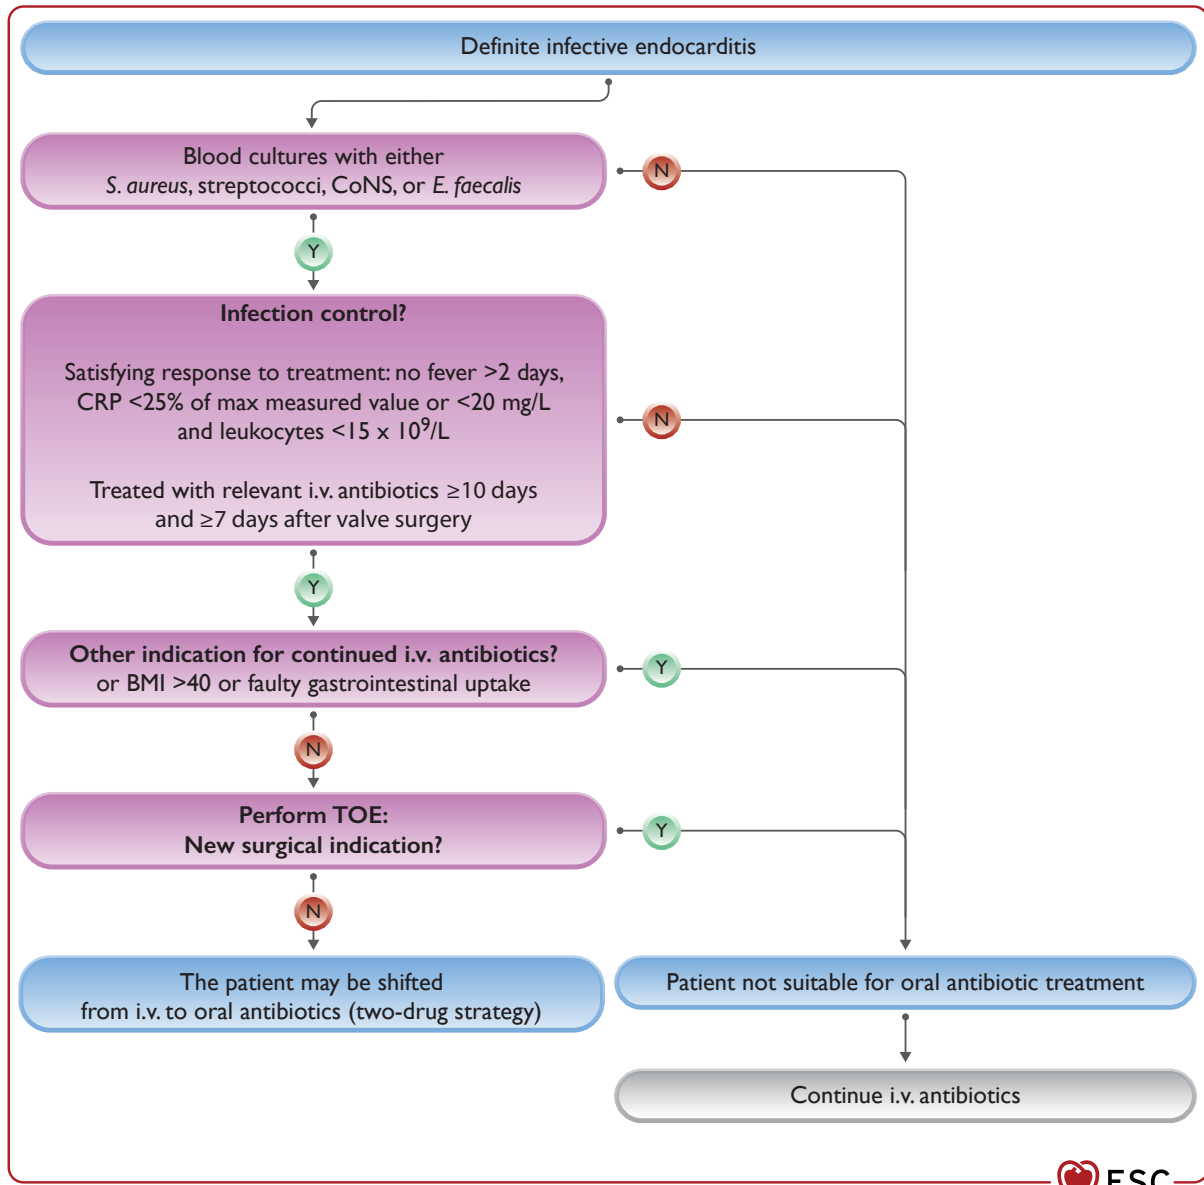 Definite infective endocarditis
Blood cultures with either
S. aureus, streptococci, CoNS, or E. faecalis
N
Y
Infection control?
Satisfying response to treatment: no fever >2 days,
CRP <25% of max measured value or <20 mg/L
and leukocytes <15 x 10⁹/L
Treated with relevant i.v. antibiotics ≥10 days
and ≥7 days after valve surgery
N
Y
Other indication for continued i.v. antibiotics?
or BMI >40 or faulty gastrointestinal uptake
Y
N
Perform TOE:
New surgical indication?
Y
N
The patient may be shifted
from i.v. to oral antibiotics (two-drug strategy)
Patient not suitable for oral antibiotic treatment
Continue i.v. antibiotics
ESC